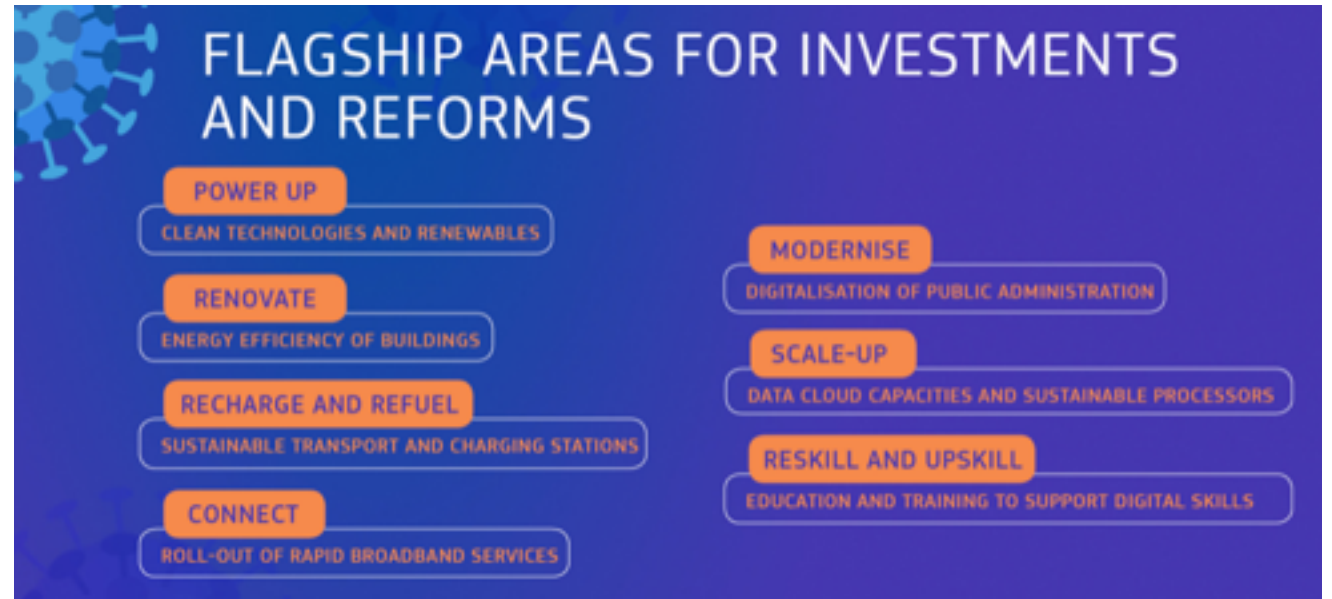 FLAGSHIP AREAS FOR INVESTMENTS
AND REFORMS
POWER UP
CLEAN TECHNOLOGIES AND RENEWABLES
RENOVATE
ENERGY EFFICIENCY OF BUILDINGS
RECHARGE AND REFUEL
SUSTAINABLE TRANSPORT AND CHARGING STATIONS
CONNECT
ROLL-OUT OF RAPID BROADBAND SERVICES
MODERNISE
DIGITALISATION OF PUBLIC ADMINISTRATION
SCALE-UP
DATA CLOUD CAPACITIES AND SUSTAINABLE PROCESSORS
RESKILL AND UPSKILL
EDUCATION AND TRAINING TO SUPPORT DIGITAL SKILLS